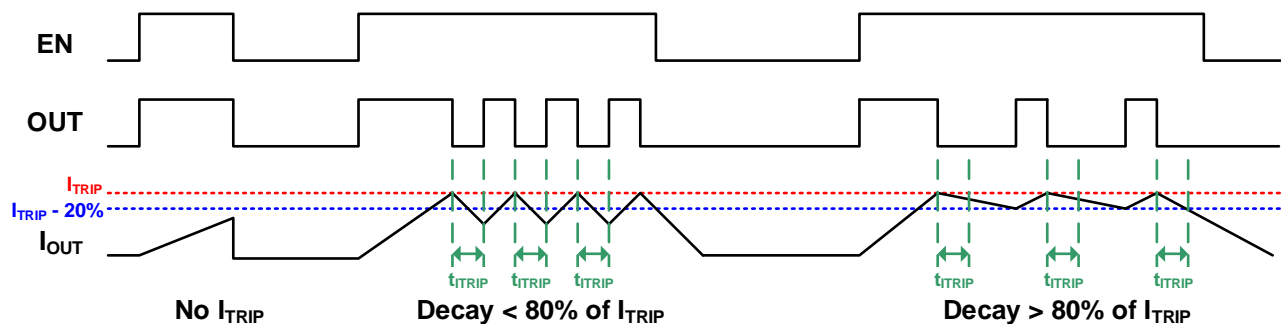 EN
OUT
ITRIP
ITRIP - 20%
IOUT
tITRIP tITRIP tITRIP tITRIP tITRIP tITRIP
No ITRIP Decay < 80% of ITRIP Decay > 80% of ITRIP